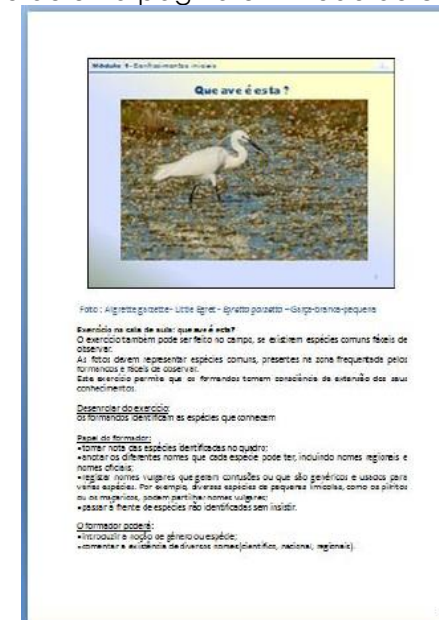 Módulo 1- Conhecimentos iniciais
Que ave é esta ?
Foto : Aigrette garzette- Little Egret - Egretta garzetta – Garça-branca-pequena
Exercício na sala de aula: que ave é esta?
O exercício também pode ser feito no campo, se existirem espécies comuns fáceis de
observar.
As fotos devem representar espécies comuns, presentes na zona frequentada pelos
formandos e fáceis de observar.
Este exercício permite que os formandos tomem consciência da extensão dos seus
conhecimentos.
Desenrolar do exercício:
os formandos identificam as espécies que conhecem
Papel do formador:
•tomar nota das espécies identificadas no quadro;
•anotar os diferentes nomes que cada espécie pode ter, incluindo nomes regionais e
nomes oficiais;
•registar nomes vulgares que geram confusões ou que são genéricos e usados para
várias espécies. Por exemplo, diversas espécies de pequenas limícolas, como os pilritos
ou os maçaricos, podem partilhar nomes vulgares;
•passar à frente de espécies não identificadas sem insistir.
O formador poderá:
•introduzir a noção de género ou espécie;
•comentar a existência de diversos nomes(científico, nacional, regionais).